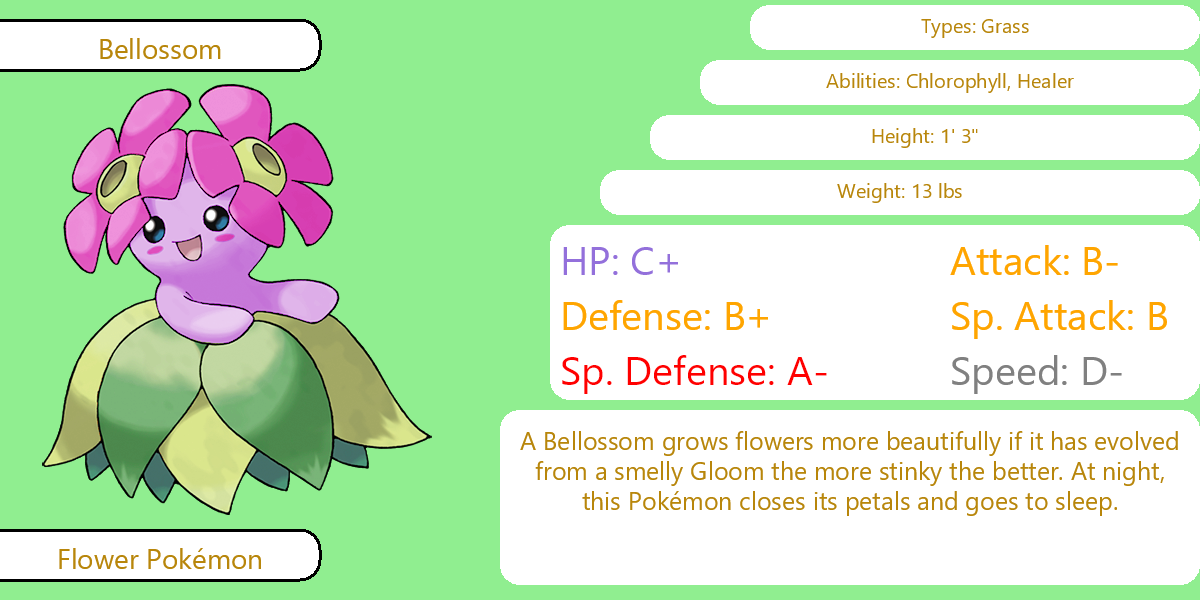 Bellossom
Types: Grass
Abilities: Chlorophyll, Healer
Height: 1' 3"
Weight: 13 lbs
HP: C+
Attack: B-
Defense: B+
Sp. Attack: B
Sp. Defense: A-
Speed: D-
A Bellossom grows flowers more beautifully if it has evolved
from a smelly Gloom the more stinky the better. At night,
this Pokémon closes its petals and goes to sleep.
Flower Pokémon